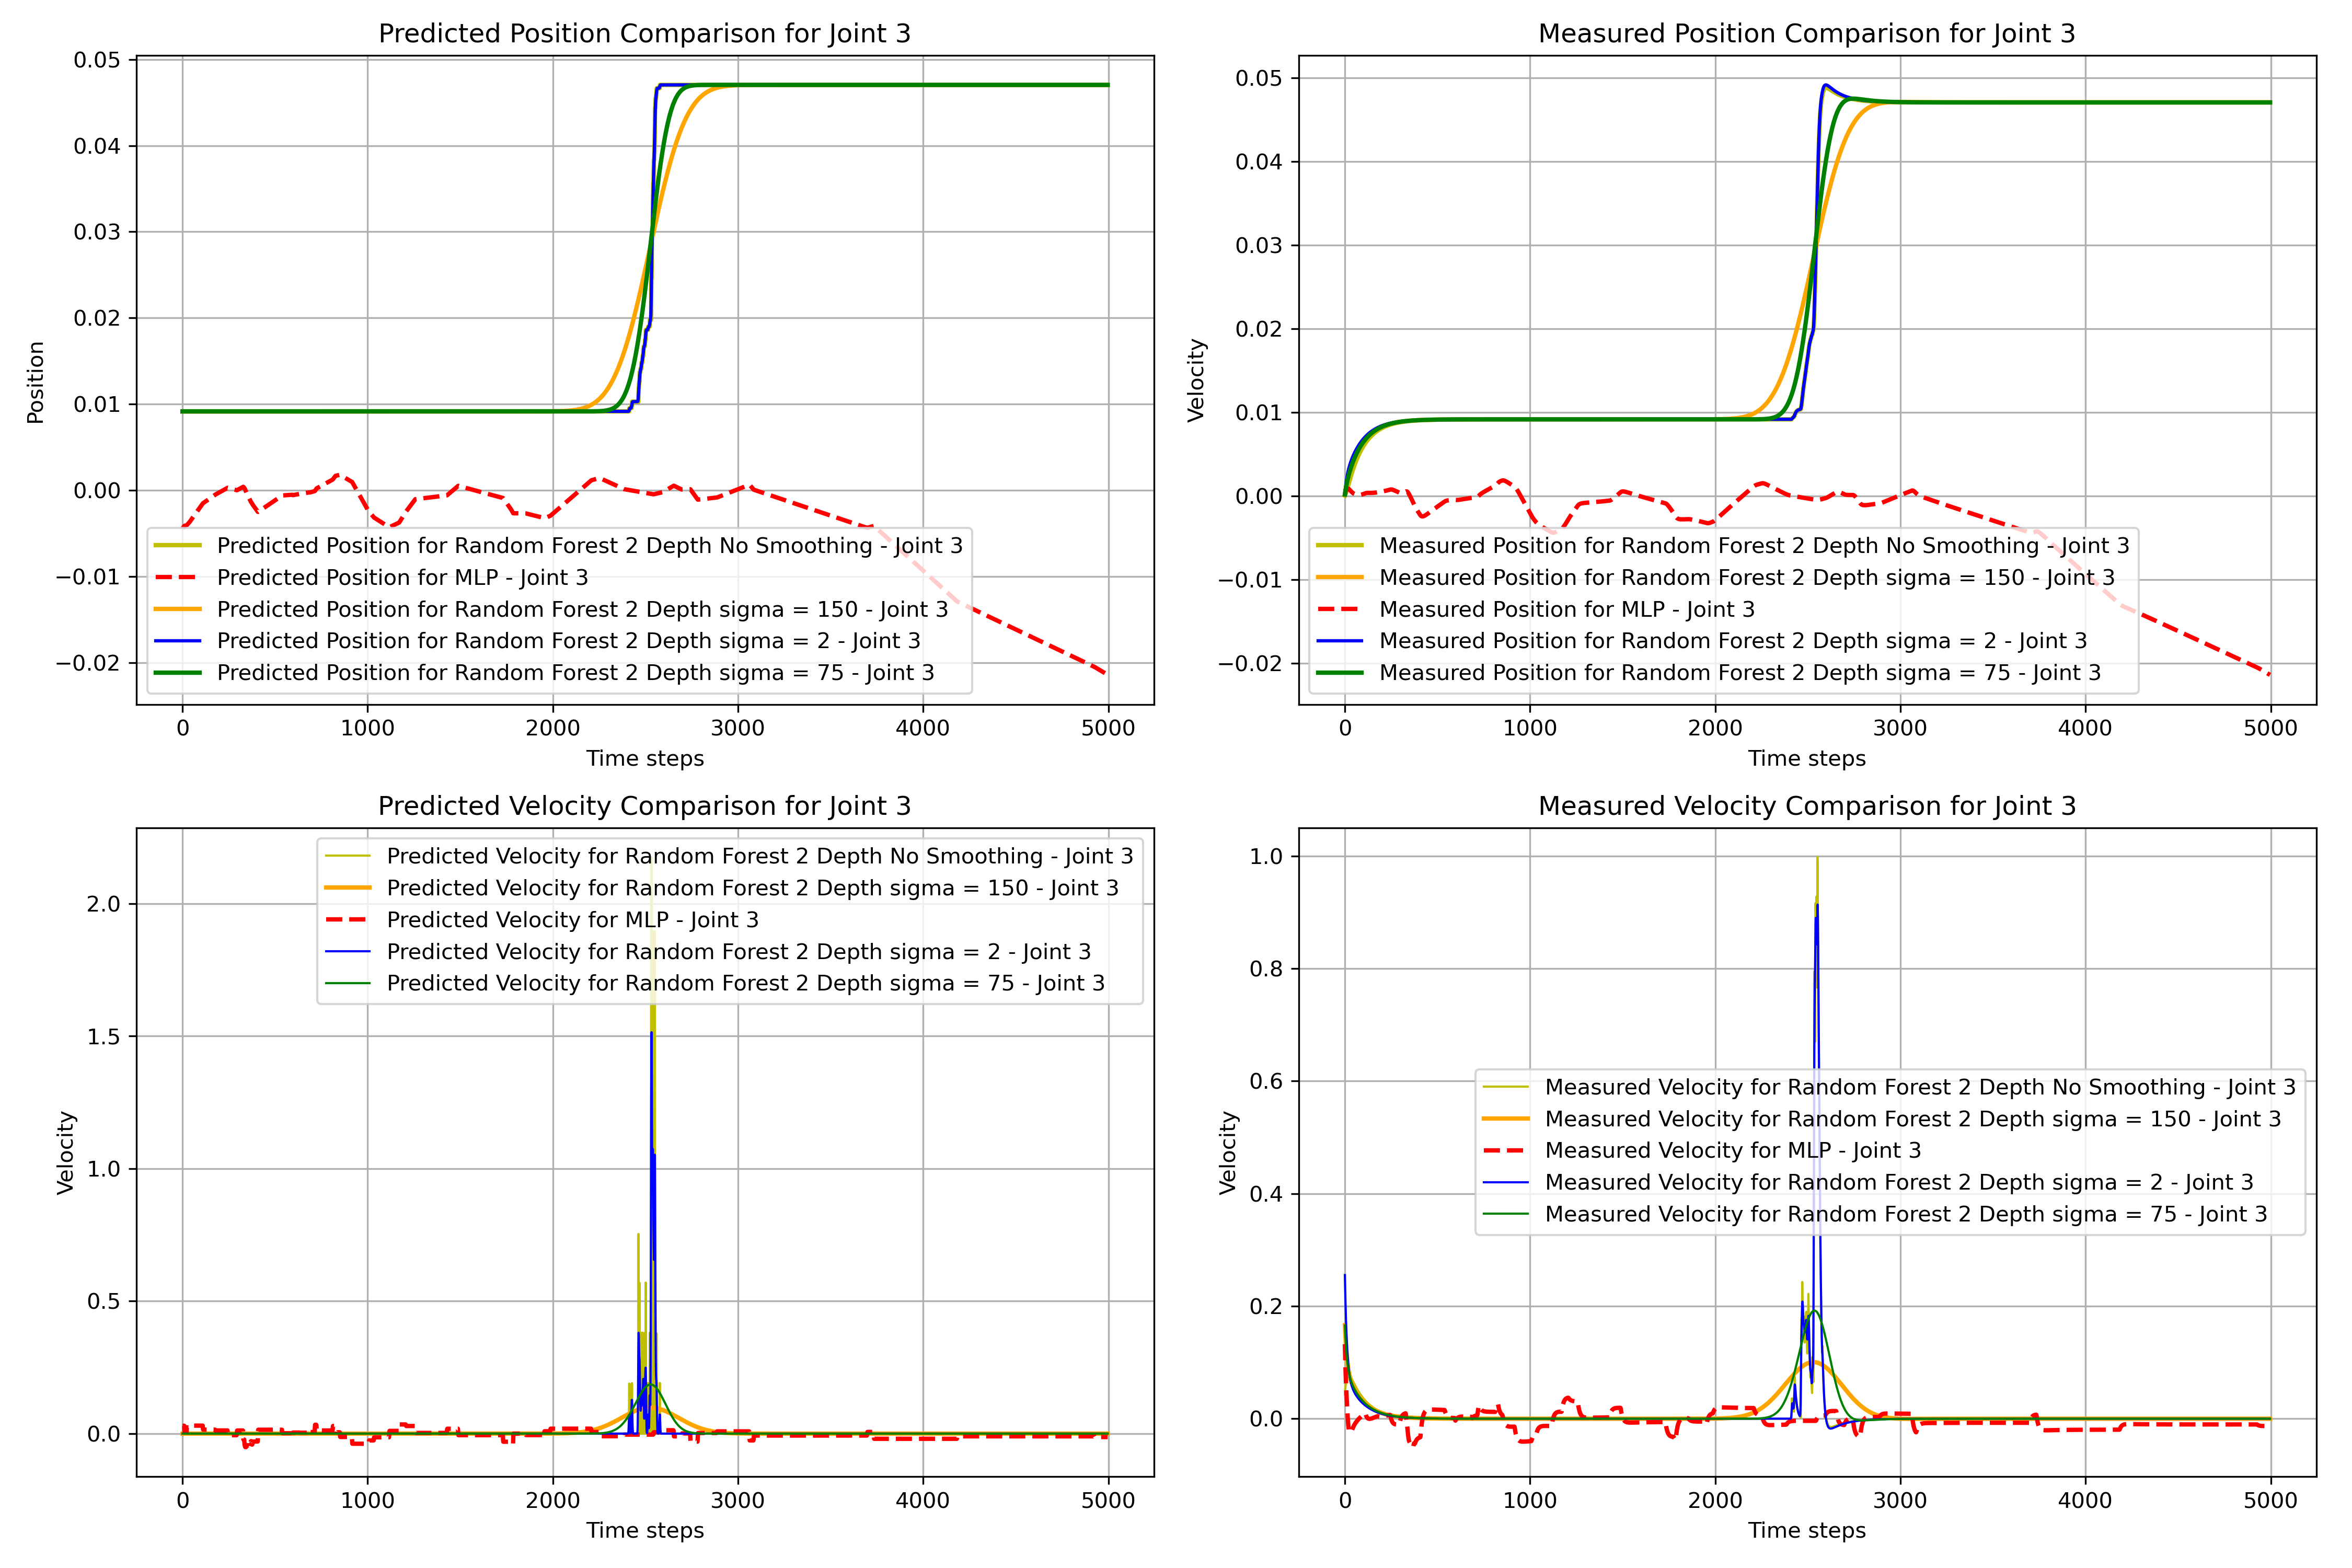 Predicted Position Comparison for Joint 3
0.05
0.04
0.03
0.02
0.01
0.00
−0.01
−0.02
Position
Predicted Position for Random Forest 2 Depth No Smoothing - Joint 3
Predicted Position for MLP - Joint 3
Predicted Position for Random Forest 2 Depth sigma = 150 - Joint 3
Predicted Position for Random Forest 2 Depth sigma = 2 - Joint 3
Predicted Position for Random Forest 2 Depth sigma = 75 - Joint 3
0 1000 2000 3000 4000 5000
Time steps
Measured Position Comparison for Joint 3
0.05
0.04
0.03
0.02
0.01
0.00
−0.01
−0.02
Velocity
Measured Position for Random Forest 2 Depth No Smoothing - Joint 3
Measured Position for Random Forest 2 Depth sigma = 150 - Joint 3
Measured Position for MLP - Joint 3
Measured Position for Random Forest 2 Depth sigma = 2 - Joint 3
Measured Position for Random Forest 2 Depth sigma = 75 - Joint 3
0 1000 2000 3000 4000 5000
Time steps
Predicted Velocity Comparison for Joint 3
2.0
1.5
1.0
0.5
0.0
Velocity
Predicted Velocity for Random Forest 2 Depth No Smoothing - Joint 3
Predicted Velocity for Random Forest 2 Depth sigma = 150 - Joint 3
Predicted Velocity for MLP - Joint 3
Predicted Velocity for Random Forest 2 Depth sigma = 2 - Joint 3
Predicted Velocity for Random Forest 2 Depth sigma = 75 - Joint 3
0 1000 2000 3000 4000 5000
Time steps
Measured Velocity Comparison for Joint 3
1.0
0.8
0.6
0.4
0.2
0.0
Velocity
Measured Velocity for Random Forest 2 Depth No Smoothing - Joint 3
Measured Velocity for Random Forest 2 Depth sigma = 150 - Joint 3
Measured Velocity for MLP - Joint 3
Measured Velocity for Random Forest 2 Depth sigma = 2 - Joint 3
Measured Velocity for Random Forest 2 Depth sigma = 75 - Joint 3
0 1000 2000 3000 4000 5000
Time steps